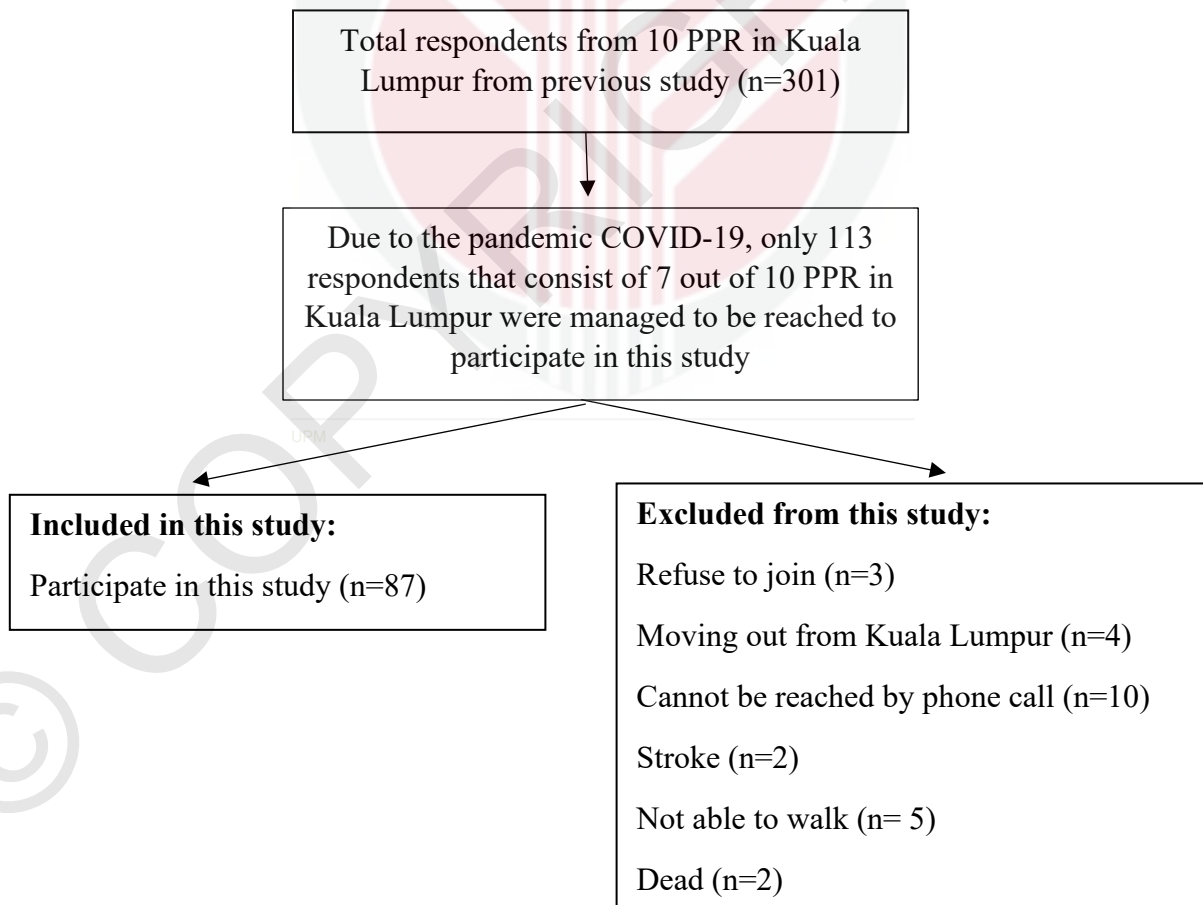 Total respondents from 10 PPR in Kuala
Lumpur from previous study (n=301)
Due to the pandemic COVID-19, only 113
respondents that consist of 7 out of 10 PPR in
Kuala Lumpur were managed to be reached to
participate in this study
UPM
Included in this study:
Participate in this study (n=87)
Excluded from this study:
Refuse to join (n=3)
Moving out from Kuala Lumpur (n=4)
Cannot be reached by phone call (n=10)
Stroke (n=2)
Not able to walk (n= 5)
Dead (n=2)
© COPYRIGH